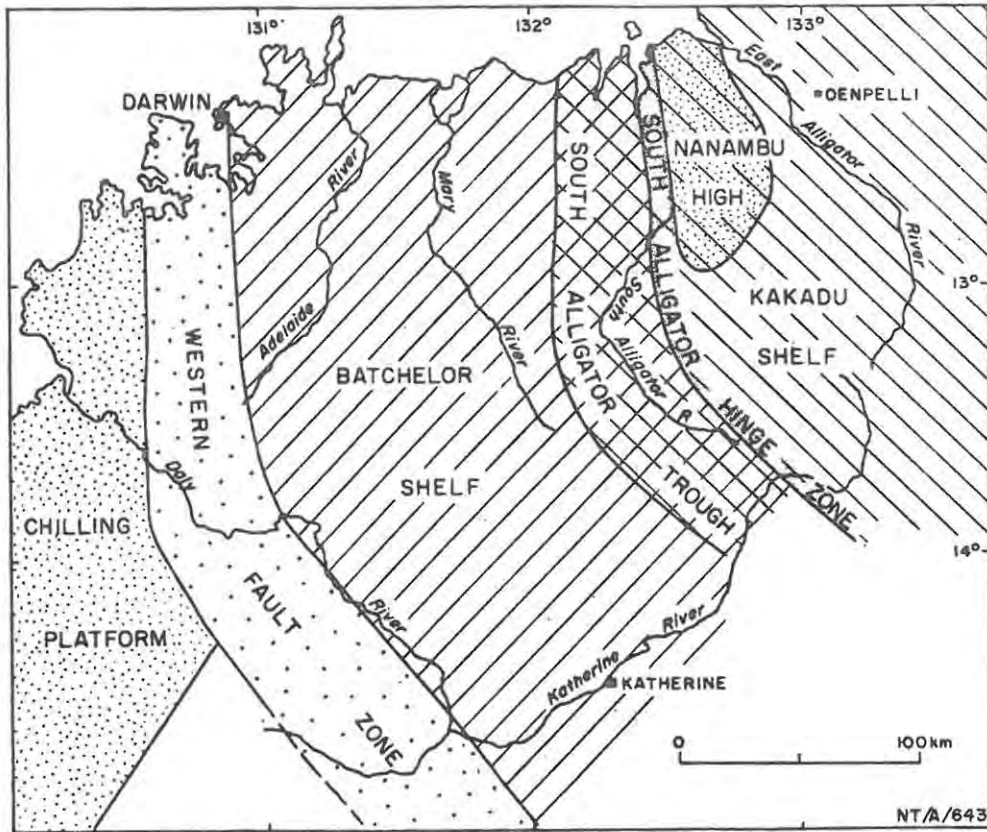 131°
132°
133°
DARWIN
East
Alligator
River
OENPELLI
River
Adelaide
Mary
River
SOUTH
ALLIGATOR
TROUGH
SOUTH
ALLIGATOR
HINGE
ZONE
NANAMBU
HIGH
13°
KAKADU
SHELF
South
Alligator
R
WESTERN
FAULT
ZONE
BATCHELOR
SHELF
Daly
River
CHILLING
PLATFORM
14°
Katherine
River
KATHERINE
0 100km
NT/A/643